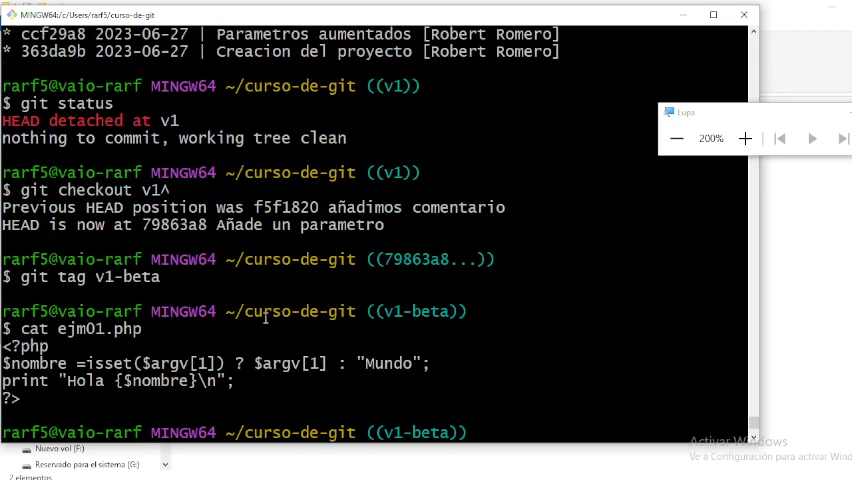 MINGW64:/c/Users/rarf5/curso-de-git
* ccf29a8 2023-06-27 | Parametros aumentados [Robert Romero]
* 363da9b 2023-06-27 | Creacion del proyecto [Robert Romero]
rarf5@vaio-rarf MINGW64 ~/curso-de-git ((v1))
$ git status
HEAD detached at v1
nothing to commit, working tree clean
rarf5@vaio-rarf MINGW64 ~/curso-de-git ((v1))
$ git checkout v1^
Previous HEAD position was f5f1820 añadimos comentario
HEAD is now at 79863a8 Añade un parametro
rarf5@vaio-rarf MINGW64 ~/curso-de-git ((79863a8...))
$ git tag v1-beta
rarf5@vaio-rarf MINGW64 ~/curso-de-git ((v1-beta))
$ cat ejm01.php
<?php
$nombre =isset($argv[1]) ? $argv[1] : "Mundo";
print "Hola {$nombre}\n";
?>
rarf5@vaio-rarf MINGW64 ~/curso-de-git ((v1-beta))
Lupa
200%
Nuevo vol (F:)
Reservado para el sistema (G:)
2 elementos
Activar Windows
Ve a Configuración para activar Wind